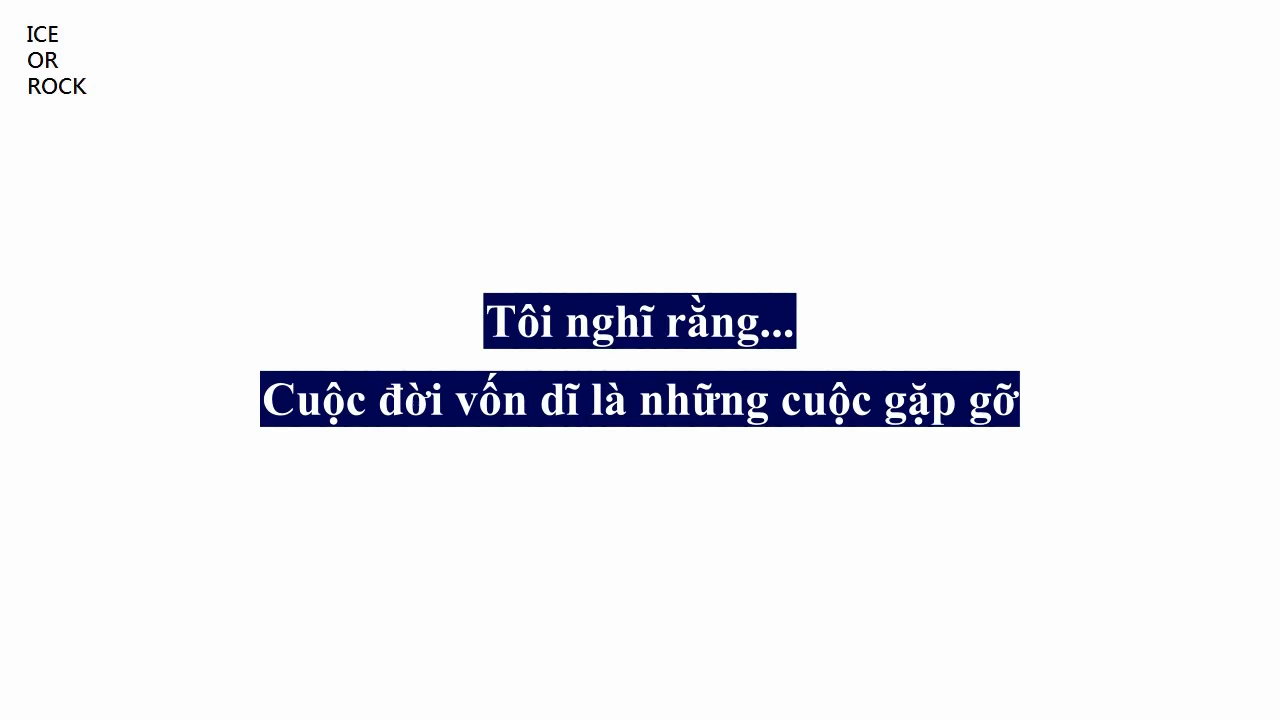 ICE
OR
ROCK
Tôi nghĩ rằng...
Cuộc đời vốn dĩ là những cuộc gặp gỡ